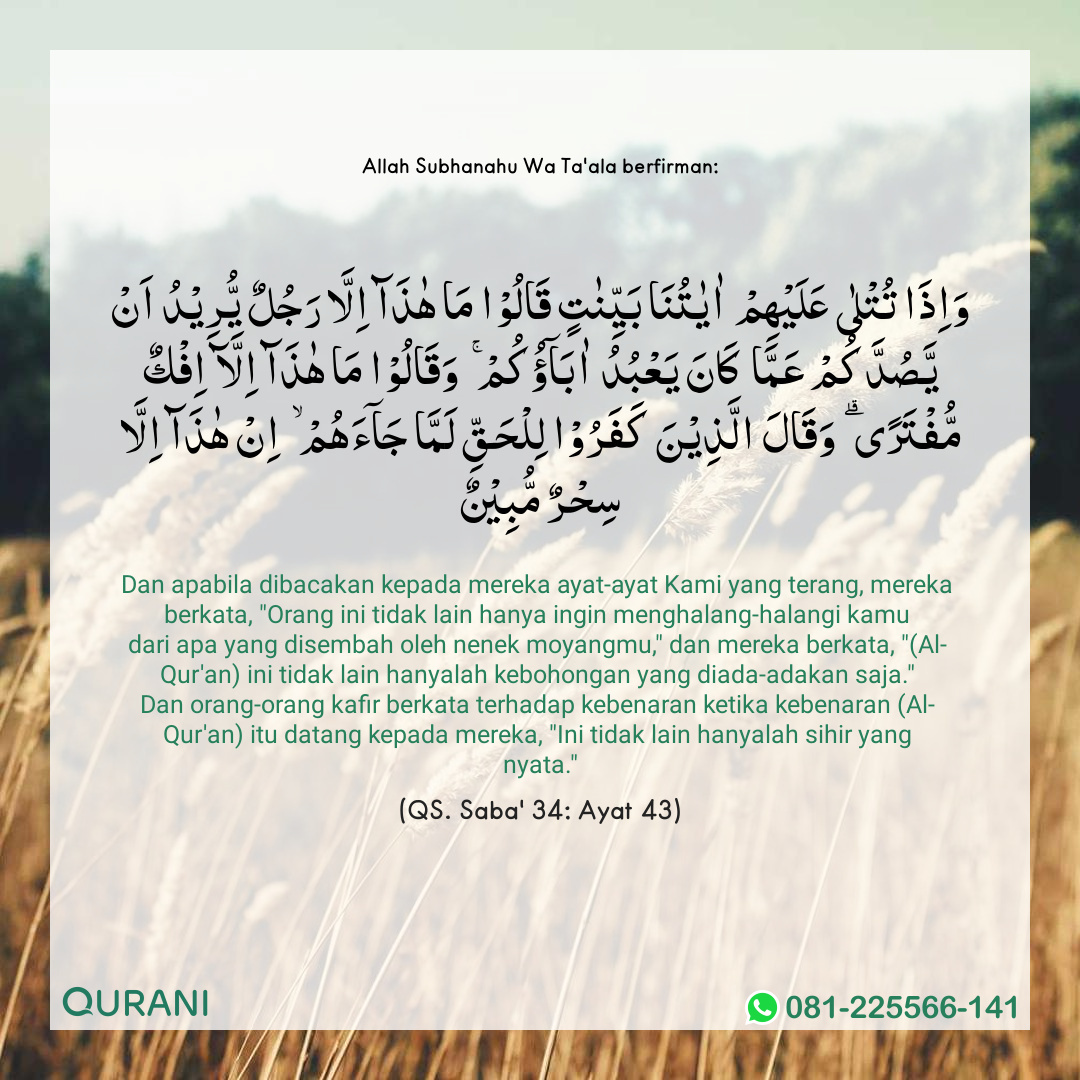 Allah Subhanahu Wa Ta'ala berfirman:
وَاِذَا تُتْلٰى عَلَيْهِمْ اٰيٰتُنَا بَيِّنٰتٍ قَالُوْا مَا هٰذَاۤ اِلَّا رَجُلٌ يُّرِيْدُ اَنْ
يَّصُدَّكُمْ عَمَّا كَانَ يَعْبُدُ اٰبَآؤُكُمْ ۚ وَقَالُوْا مَا هٰذَاۤ اِلَّاۤ اِفْكٌ
مُّفْتَرًى ۗ وَقَالَ الَّذِيْنَ كَفَرُوْا لِلْحَقِّ لَمَّا جَآءَهُمْ ۙ اِنْ هٰذَاۤ اِلَّا
سِحْرٌ مُّبِيْنٌ
Dan apabila dibacakan kepada mereka ayat-ayat Kami yang terang, mereka
berkata, "Orang ini tidak lain hanya ingin menghalang-halangi kamu
dari apa yang disembah oleh nenek moyangmu," dan mereka berkata, "(Al-
Qur'an) ini tidak lain hanyalah kebohongan yang diada-adakan saja."
Dan orang-orang kafir berkata terhadap kebenaran ketika kebenaran (Al-
Qur'an) itu datang kepada mereka, "Ini tidak lain hanyalah sihir yang
nyata."
(QS. Saba' 34: Ayat 43)
QURANI
081-225566-141